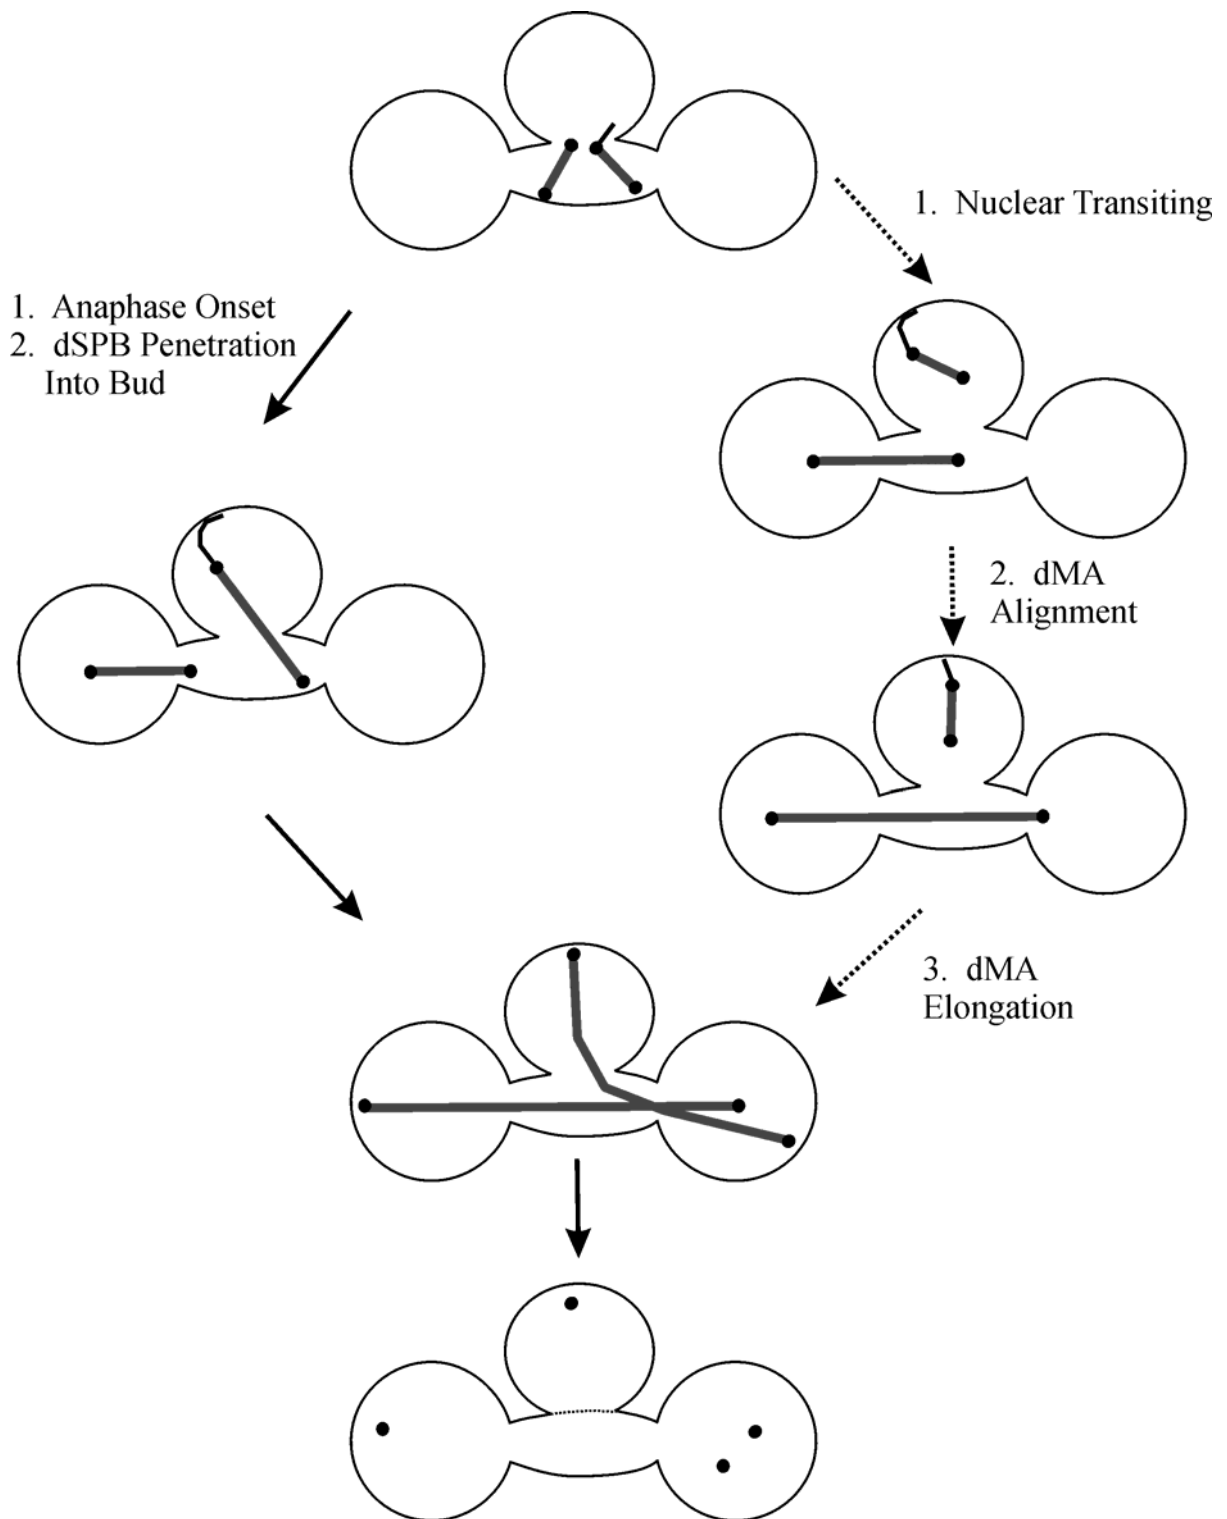 1. Nuclear Transiting
1. Anaphase Onset
2. dSPB Penetration
Into Bud
2. dMA
Alignment
3. dMA
Elongation